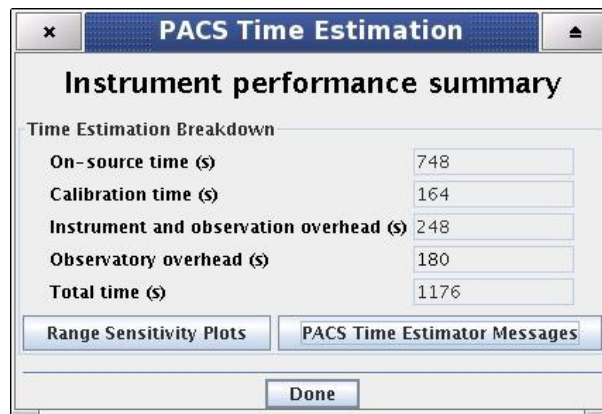 PACS Time Estimation
Instrument performance summary
Time Estimation Breakdown
On-source time (s) 748
Calibration time (s) 164
Instrument and observation overhead (s) 248
Observatory overhead (s) 180
Total time (s) 1176
Range Sensitivity Plots PACS Time Estimator Messages
Done